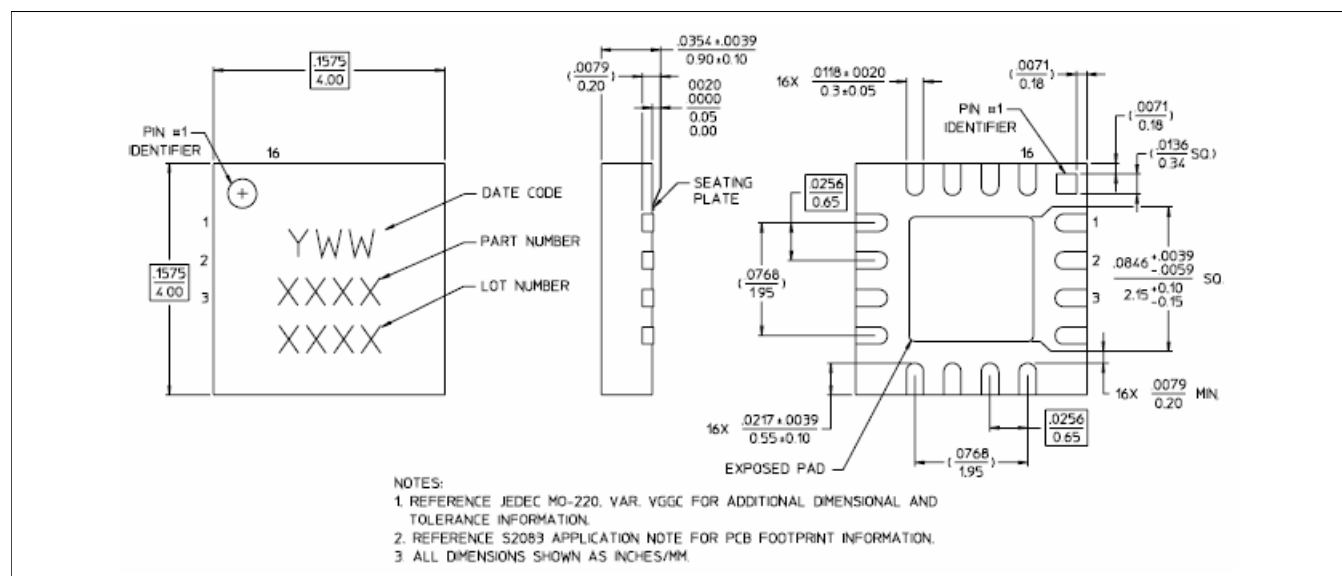 .1575
4.00
PIN #1
IDENTIFIER
16
.1575
4.00
1
2
3
YWW
XXXX
XXXX
DATE CODE
PART NUMBER
LOT NUMBER
.0354±.0039
0.90±0.10
(.0079
0.20)
0020
0000
0.05
0.00
SEATING
PLATE
16X .0118±0020
0.3±0.05
(.0071
0.18)
PIN #1
IDENTIFIER
16
(.0071
0.18)
(.0136
0.34 SQ.)
.0256
0.65
(.0768
1.95)
1
2
3
.0846 +.0039
-.0059
2.15 +0.10
-0.15
SQ.
16X .0079
0.20 MIN.
16X .0217±.0039
0.55±0.10
.0256
0.65
(.0768
1.95)
EXPOSED PAD
NOTES:
1. REFERENCE JEDEC MO-220, VAR. VGGC FOR ADDITIONAL DIMENSIONAL AND
TOLERANCE INFORMATION.
2. REFERENCE S2083 APPLICATION NOTE FOR PCB FOOTPRINT INFORMATION.
3. ALL DIMENSIONS SHOWN AS INCHES/MM.